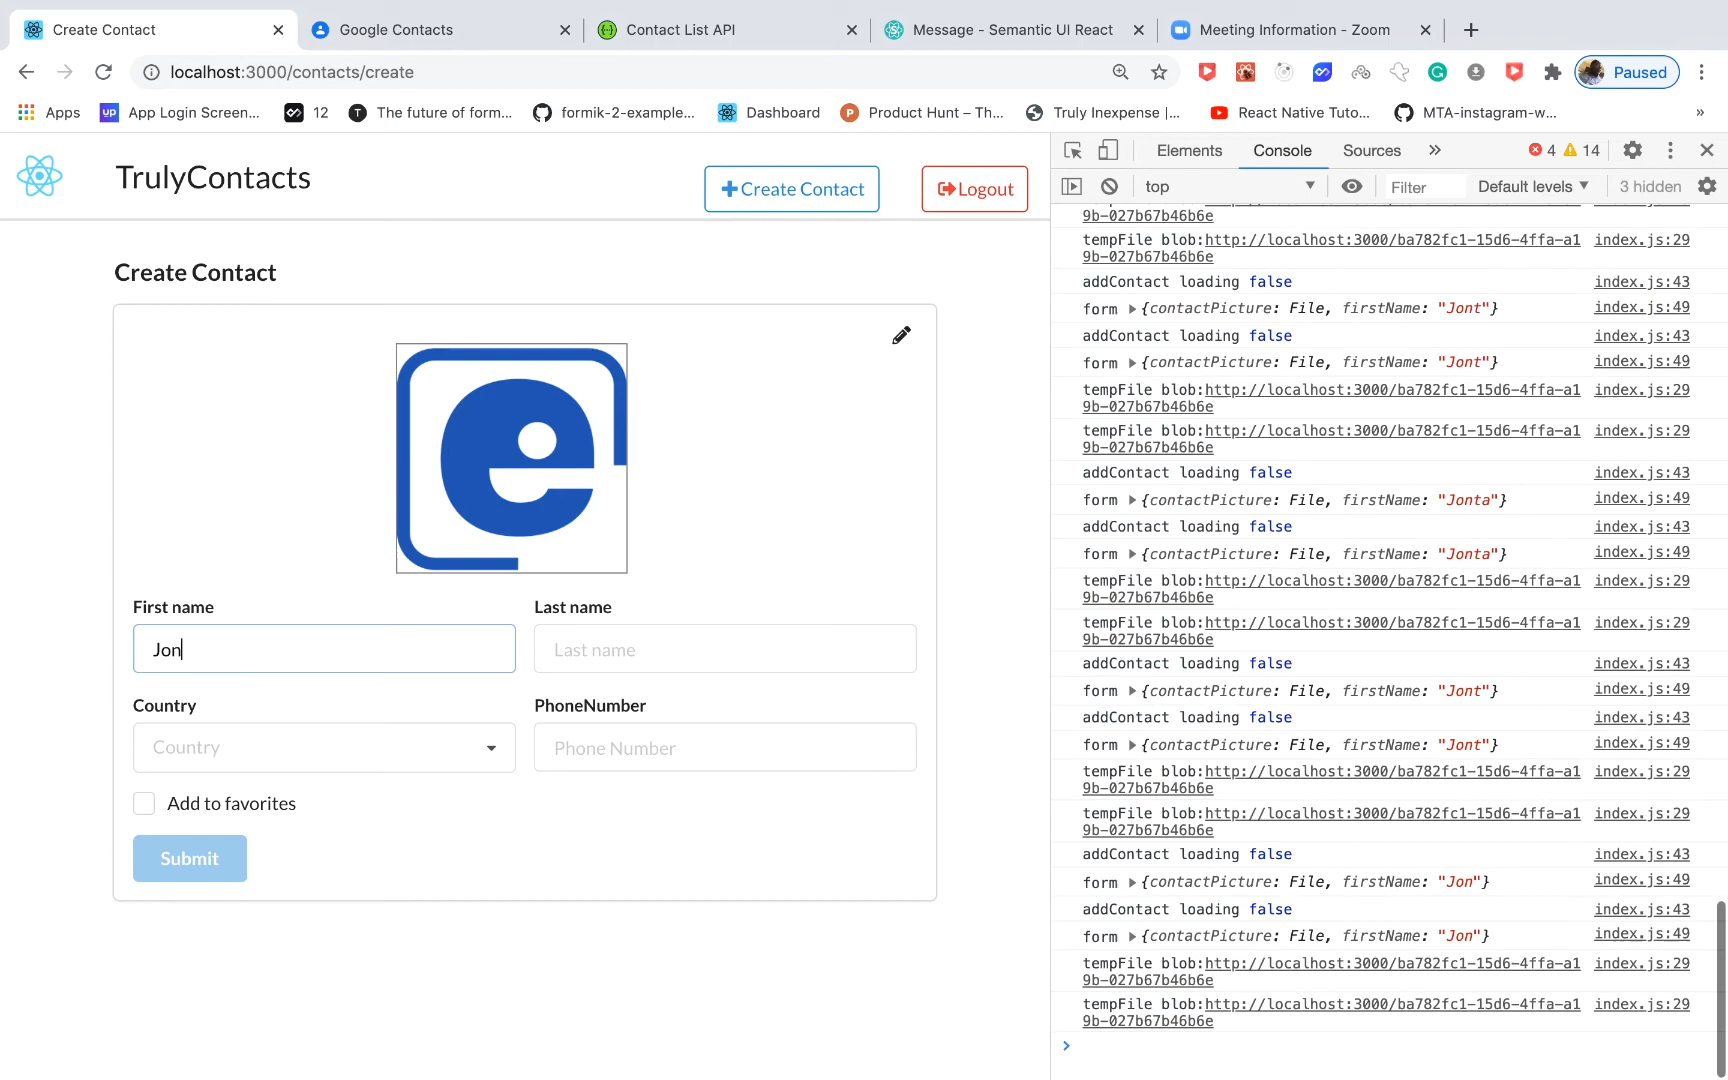 Create Contact
Google Contacts
Contact List API
Message - Semantic UI React
Meeting Information - Zoom
localhost:3000/contacts/create
Paused
Apps
App Login Screen...
12
The future of form...
formik-2-example...
Dashboard
Product Hunt – Th...
Truly Inexpense |...
React Native Tuto...
MTA-instagram-w...
»
TrulyContacts
Create Contact
Logout
Create Contact
First name
Last name
Jon
Last name
Country
PhoneNumber
Country
Phone Number
Add to favorites
Submit
Elements
Console
Sources
4
14
top
Filter
Default levels
3 hidden
9b-027b67b46b6e
tempFile blob:http://localhost:3000/ba782fc1-15d6-4ffa-a1 index.js:29
9b-027b67b46b6e
addContact loading false index.js:43
form {contactPicture: File, firstName: "Jont"} index.js:49
addContact loading false index.js:43
form {contactPicture: File, firstName: "Jont"} index.js:49
tempFile blob:http://localhost:3000/ba782fc1-15d6-4ffa-a1 index.js:29
9b-027b67b46b6e
tempFile blob:http://localhost:3000/ba782fc1-15d6-4ffa-a1 index.js:29
9b-027b67b46b6e
addContact loading false index.js:43
form {contactPicture: File, firstName: "Jonta"} index.js:49
addContact loading false index.js:43
form {contactPicture: File, firstName: "Jonta"} index.js:49
tempFile blob:http://localhost:3000/ba782fc1-15d6-4ffa-a1 index.js:29
9b-027b67b46b6e
tempFile blob:http://localhost:3000/ba782fc1-15d6-4ffa-a1 index.js:29
9b-027b67b46b6e
addContact loading false index.js:43
form {contactPicture: File, firstName: "Jont"} index.js:49
addContact loading false index.js:43
form {contactPicture: File, firstName: "Jont"} index.js:49
tempFile blob:http://localhost:3000/ba782fc1-15d6-4ffa-a1 index.js:29
9b-027b67b46b6e
tempFile blob:http://localhost:3000/ba782fc1-15d6-4ffa-a1 index.js:29
9b-027b67b46b6e
addContact loading false index.js:43
form {contactPicture: File, firstName: "Jon"} index.js:49
addContact loading false index.js:43
form {contactPicture: File, firstName: "Jon"} index.js:49
tempFile blob:http://localhost:3000/ba782fc1-15d6-4ffa-a1 index.js:29
9b-027b67b46b6e
tempFile blob:http://localhost:3000/ba782fc1-15d6-4ffa-a1 index.js:29
9b-027b67b46b6e